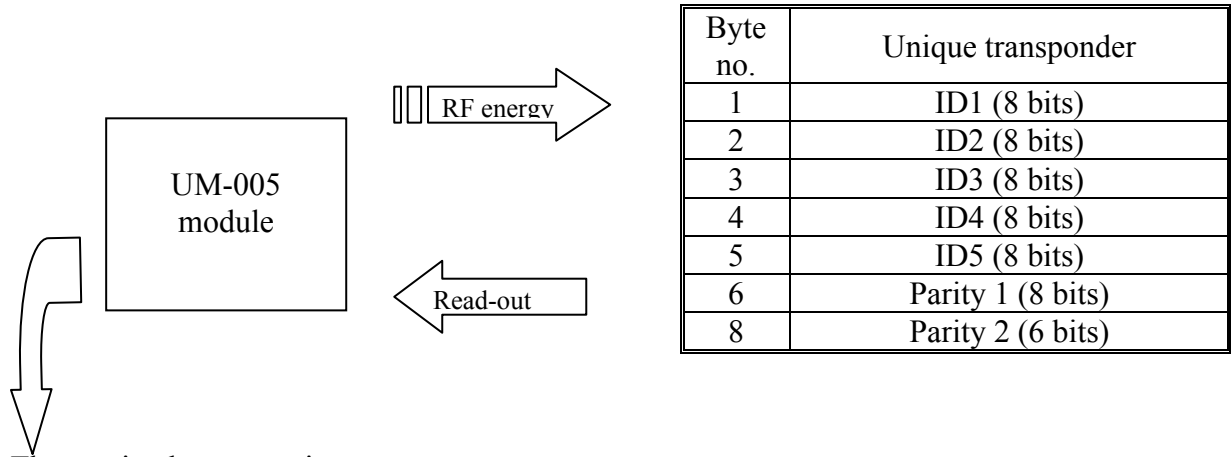 UM-005
module
RF energy
Read-out
Byte
no.
Unique transponder
1 ID1 (8 bits)
2 ID2 (8 bits)
3 ID3 (8 bits)
4 ID4 (8 bits)
5 ID5 (8 bits)
6 Parity 1 (8 bits)
8 Parity 2 (6 bits)